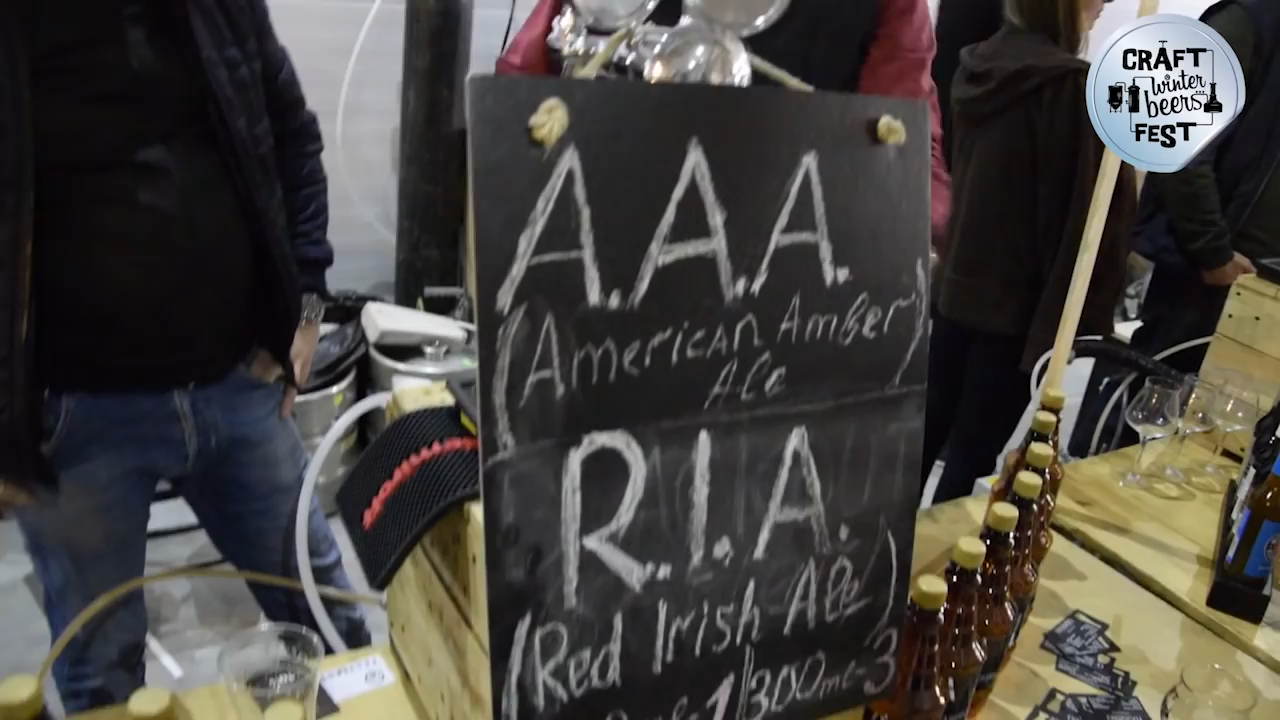 CRAFT
winter
beers
FEST
A.A.A.
(American Amber)
Ale
R.I.A.
(Red Irish Ale)